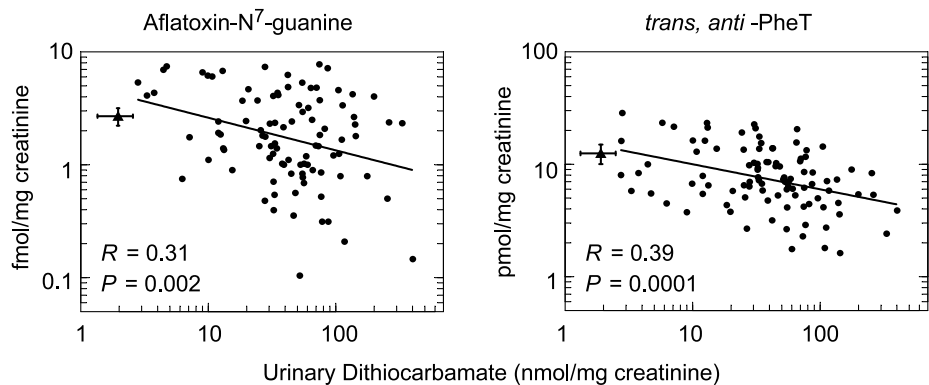 Aflatoxin-N7-guanine
trans, anti -PheT
fmol/mg creatinine
10
1
0.1
R = 0.31
P = 0.002
1
10
100
pmol/mg creatinine
100
10
1
R = 0.39
P = 0.0001
1
10
100
Urinary Dithiocarbamate (nmol/mg creatinine)